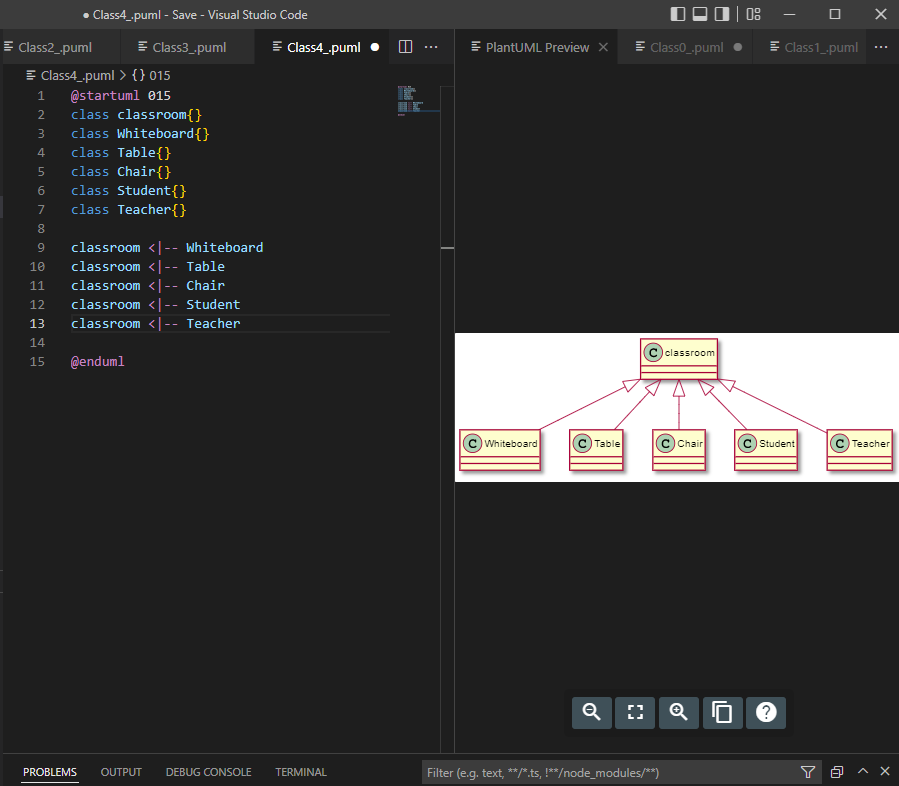 ● Class4_.puml - Save - Visual Studio Code
Class2_.puml
Class3_.puml
Class4_.puml ●
···
Class4_.puml > {} 015
1 @startuml 015
2 class classroom{}
3 class Whiteboard{}
4 class Table{}
5 class Chair{}
6 class Student{}
7 class Teacher{}
8
9 classroom <|-- Whiteboard
10 classroom <|-- Table
11 classroom <|-- Chair
12 classroom <|-- Student
13 classroom <|-- Teacher
14
15 @enduml
PlantUML Preview
Class0_.puml ●
Class1_.puml
···
C classroom
C Whiteboard
C Table
C Chair
C Student
C Teacher
?
PROBLEMS
OUTPUT
DEBUG CONSOLE
TERMINAL
Filter (e.g. text, **/*.ts, !**/node_modules/**)